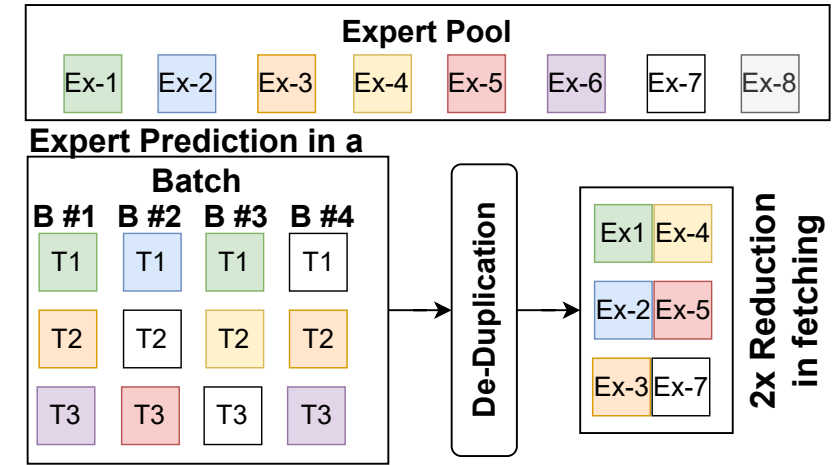 Expert Pool
Ex-1 Ex-2 Ex-3 Ex-4 Ex-5 Ex-6 Ex-7 Ex-8
Expert Prediction in a
Batch
B #1 B #2 B #3 B #4
T1 T1 T1 T1
T2 T2 T2 T2
T3 T3 T3 T3
De-Duplication
Ex1 Ex-4
Ex-2 Ex-5
Ex-3 Ex-7
2x Reduction
in fetching